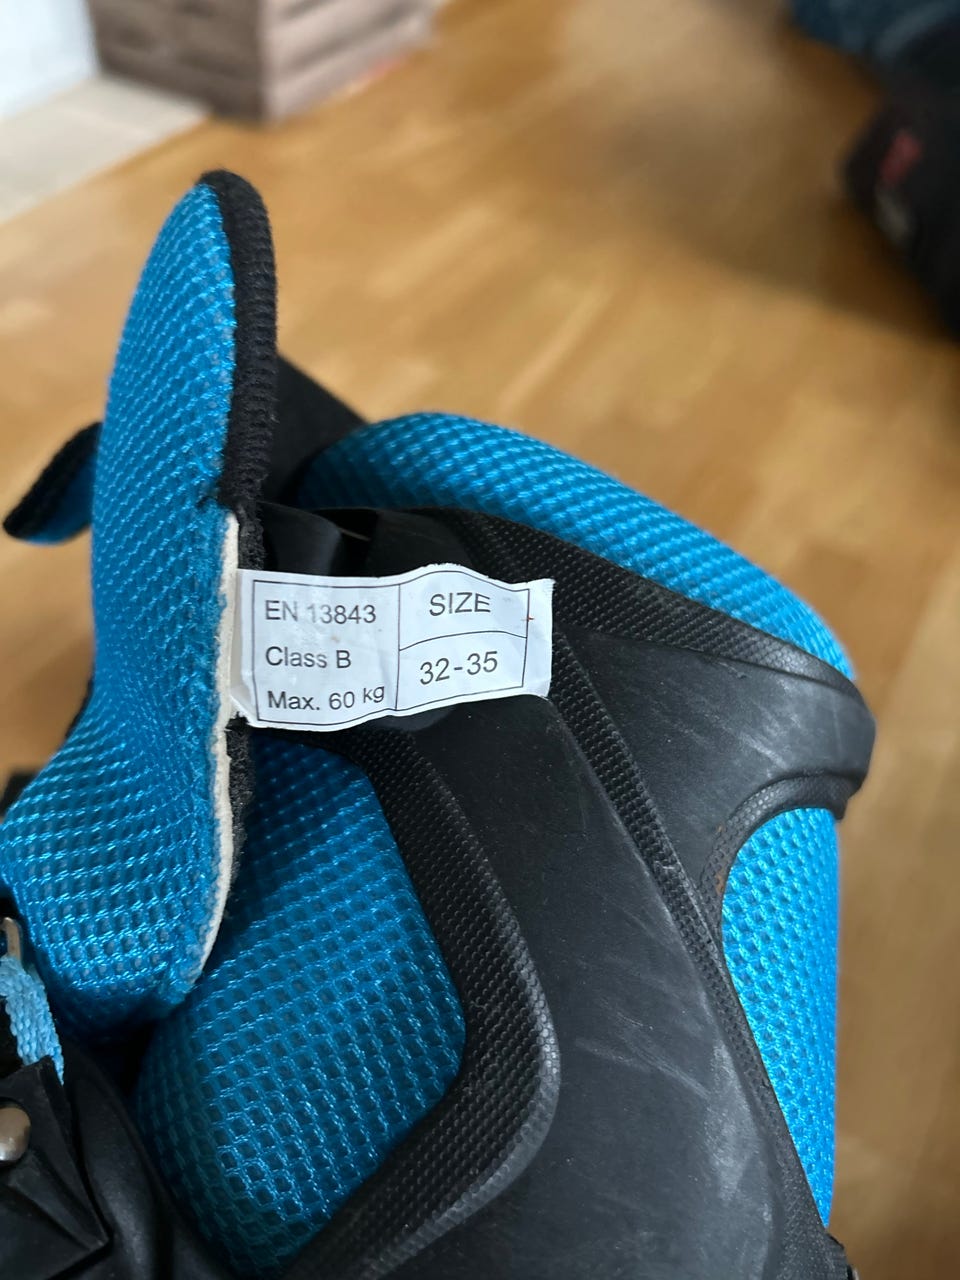 EN 13843
Class B
Max. 60 kg
SIZE
32-35